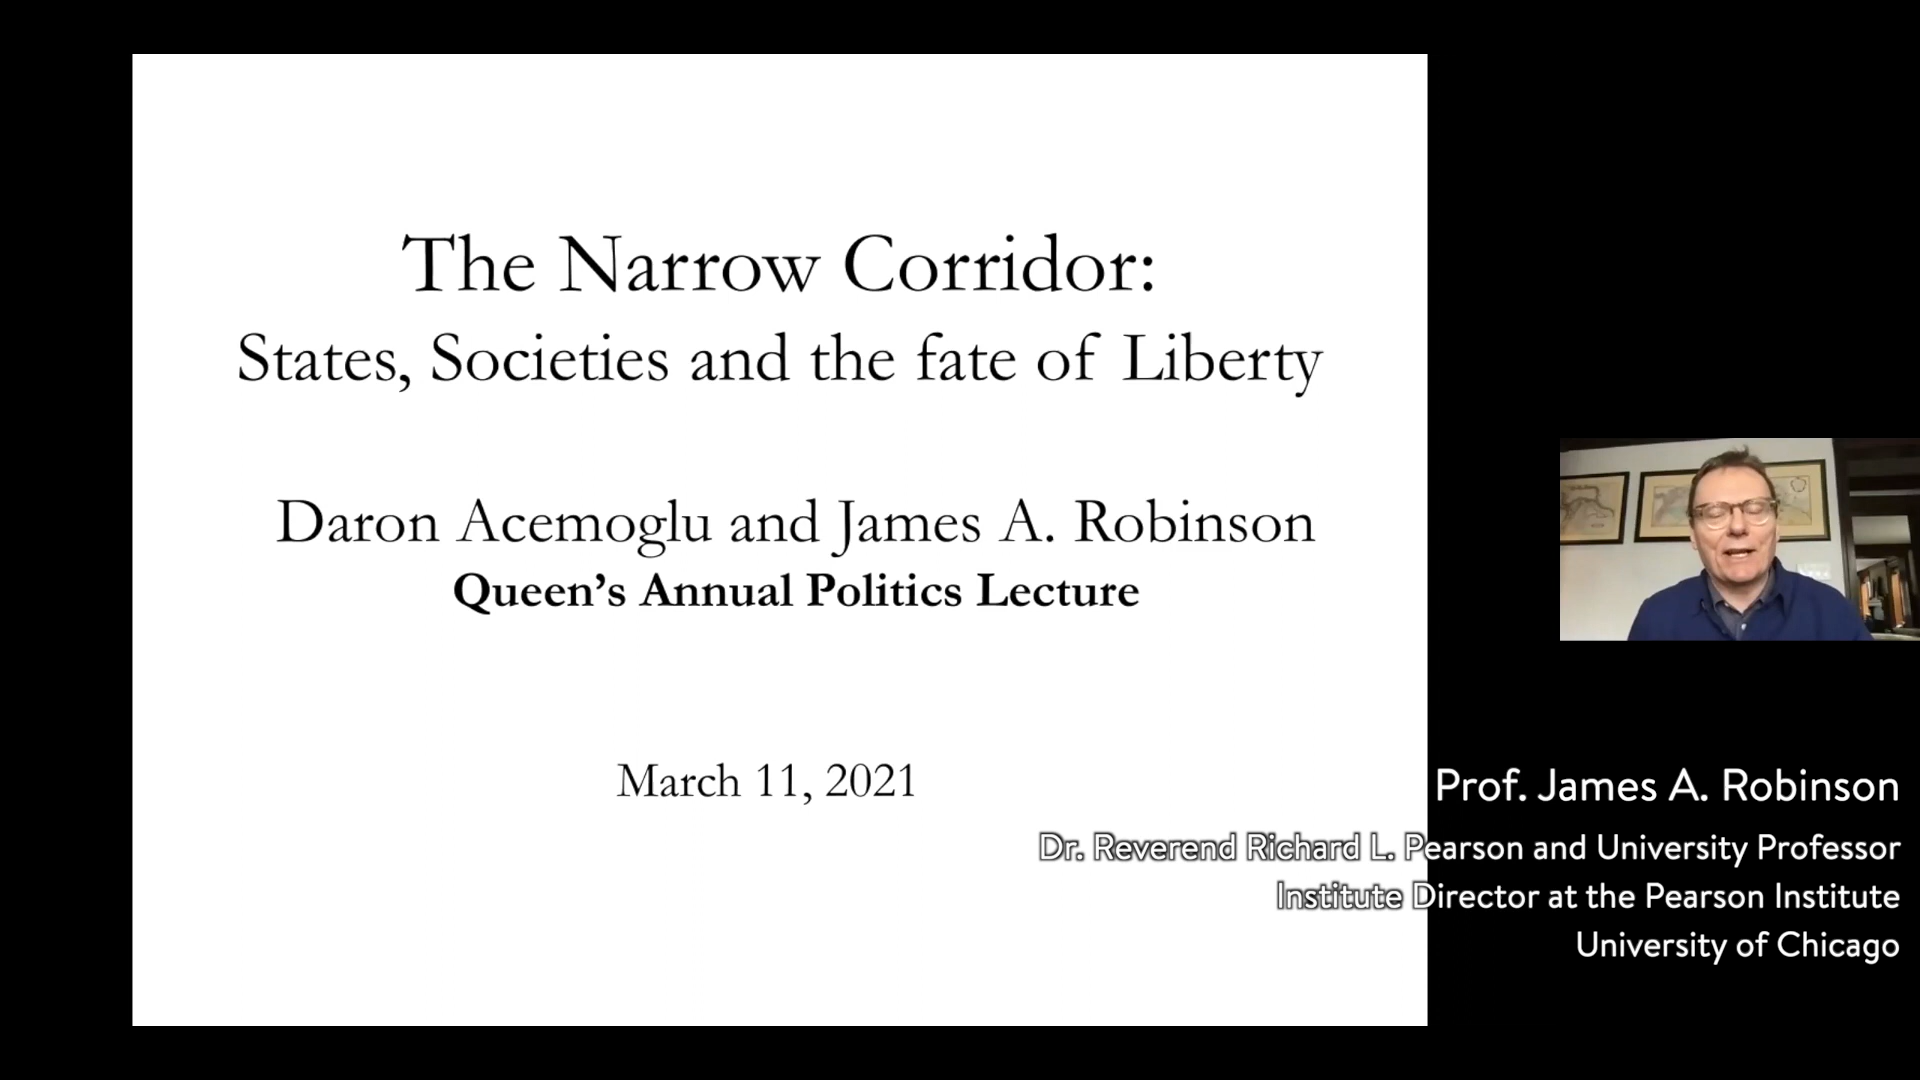 The Narrow Corridor:
States, Societies and the fate of Liberty
Daron Acemoglu and James A. Robinson
Queen’s Annual Politics Lecture
March 11, 2021
Prof. James A. Robinson
Dr. Reverend Richard L. Pearson and University Professor
Institute Director at the Pearson Institute
University of Chicago